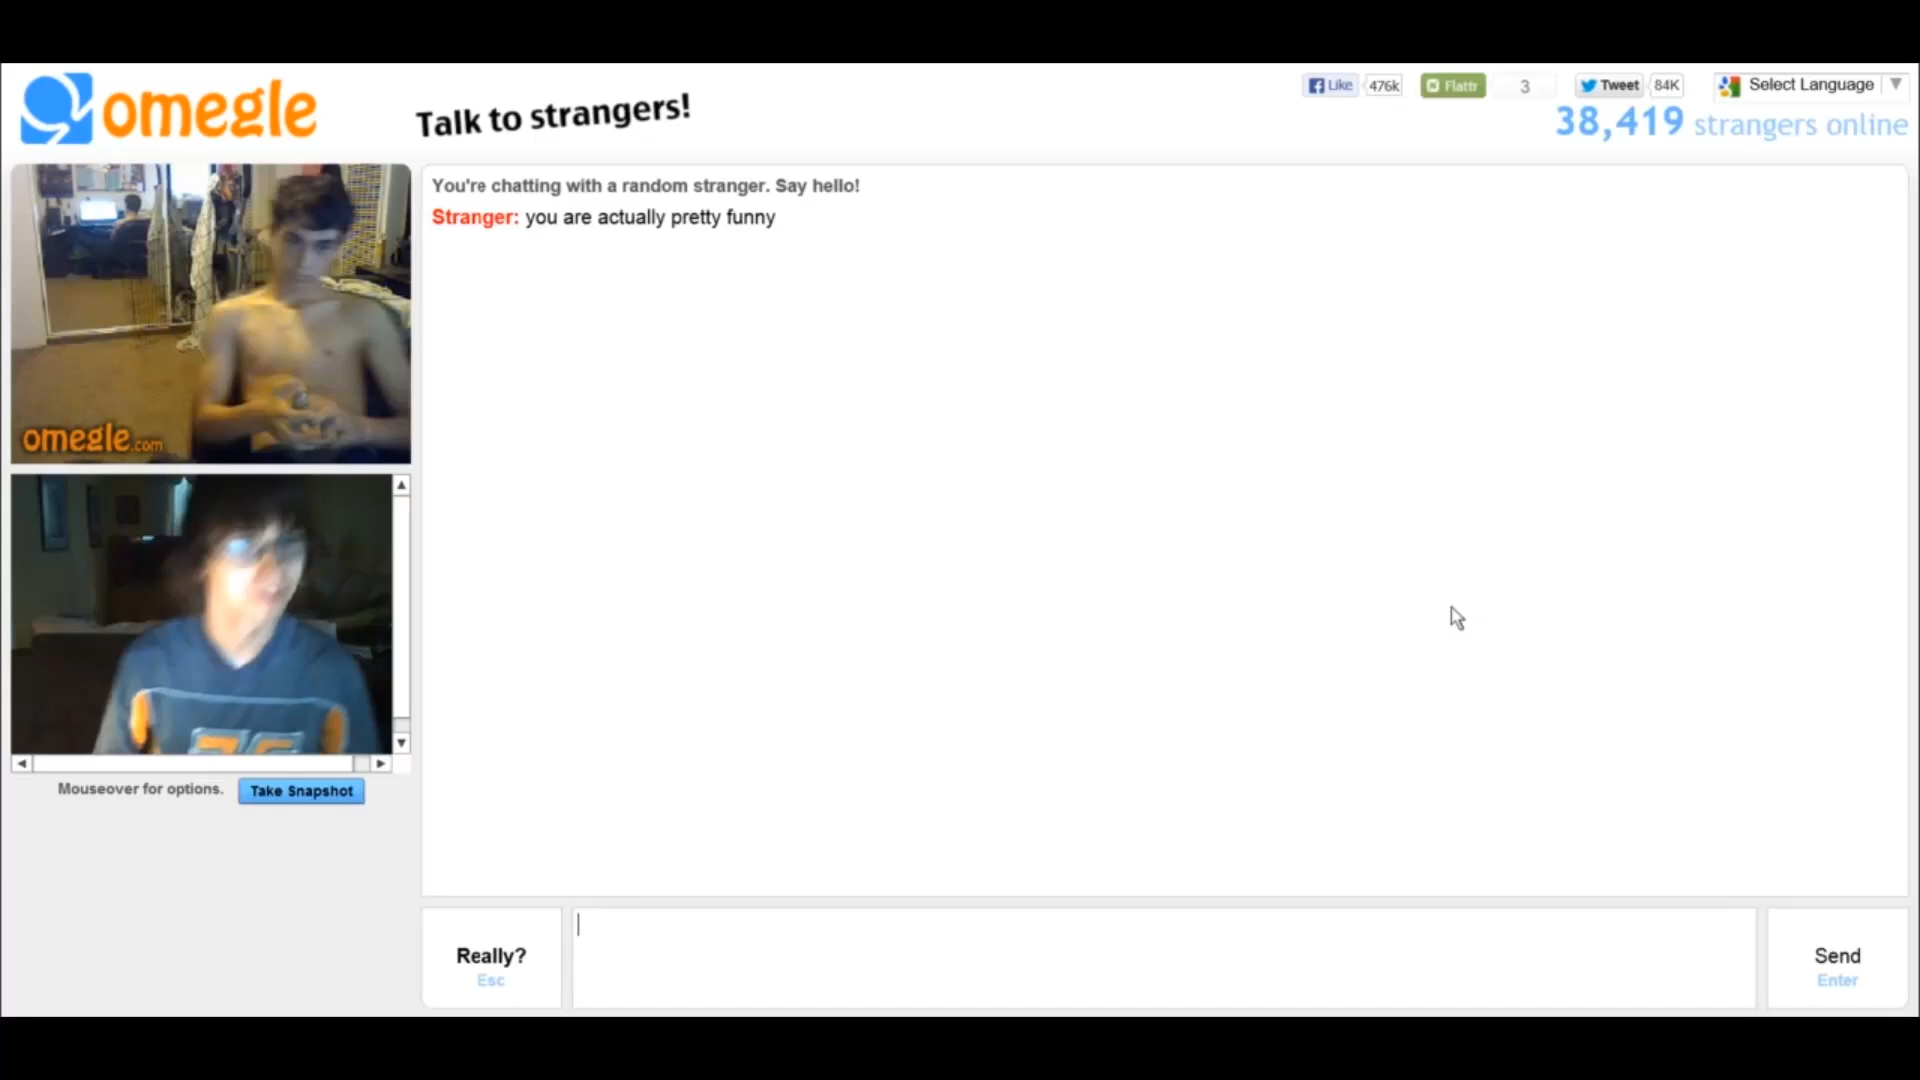 omegle
Talk to strangers!
Like 476k
Flattr 3
Tweet 84K
Select Language
38,419 strangers online
You're chatting with a random stranger. Say hello!
Stranger: you are actually pretty funny
omegle.com
Mouseover for options.
Take Snapshot
Really?
Esc
Send
Enter